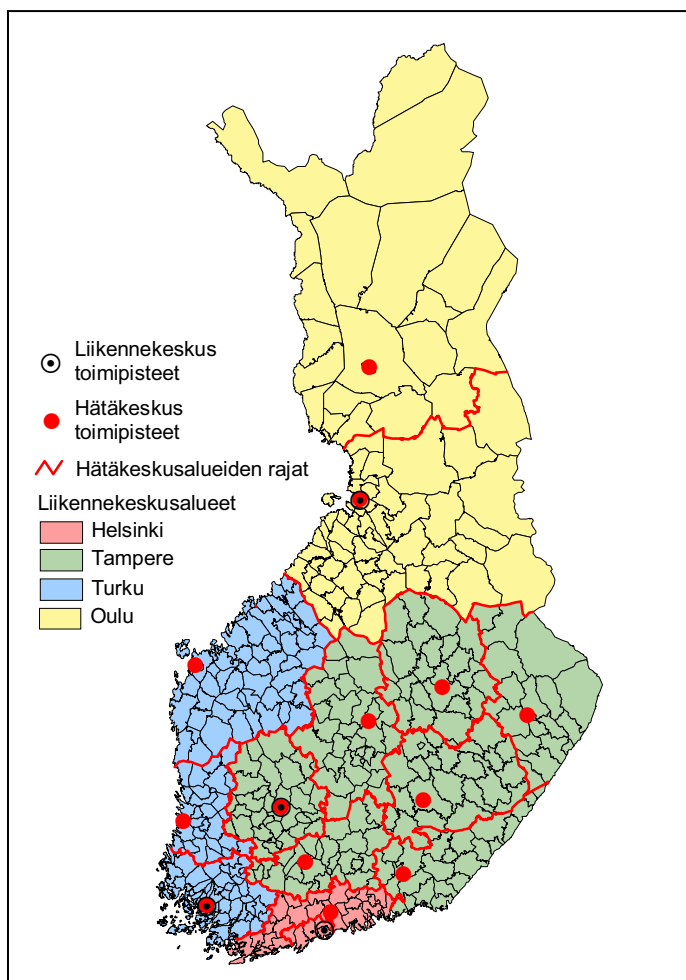 Liikennekeskus
toimipisteet
Hätäkeskus
toimipisteet
Hätäkeskusalueiden rajat
Liikennekeskusalueet
Helsinki
Tampere
Turku
Oulu